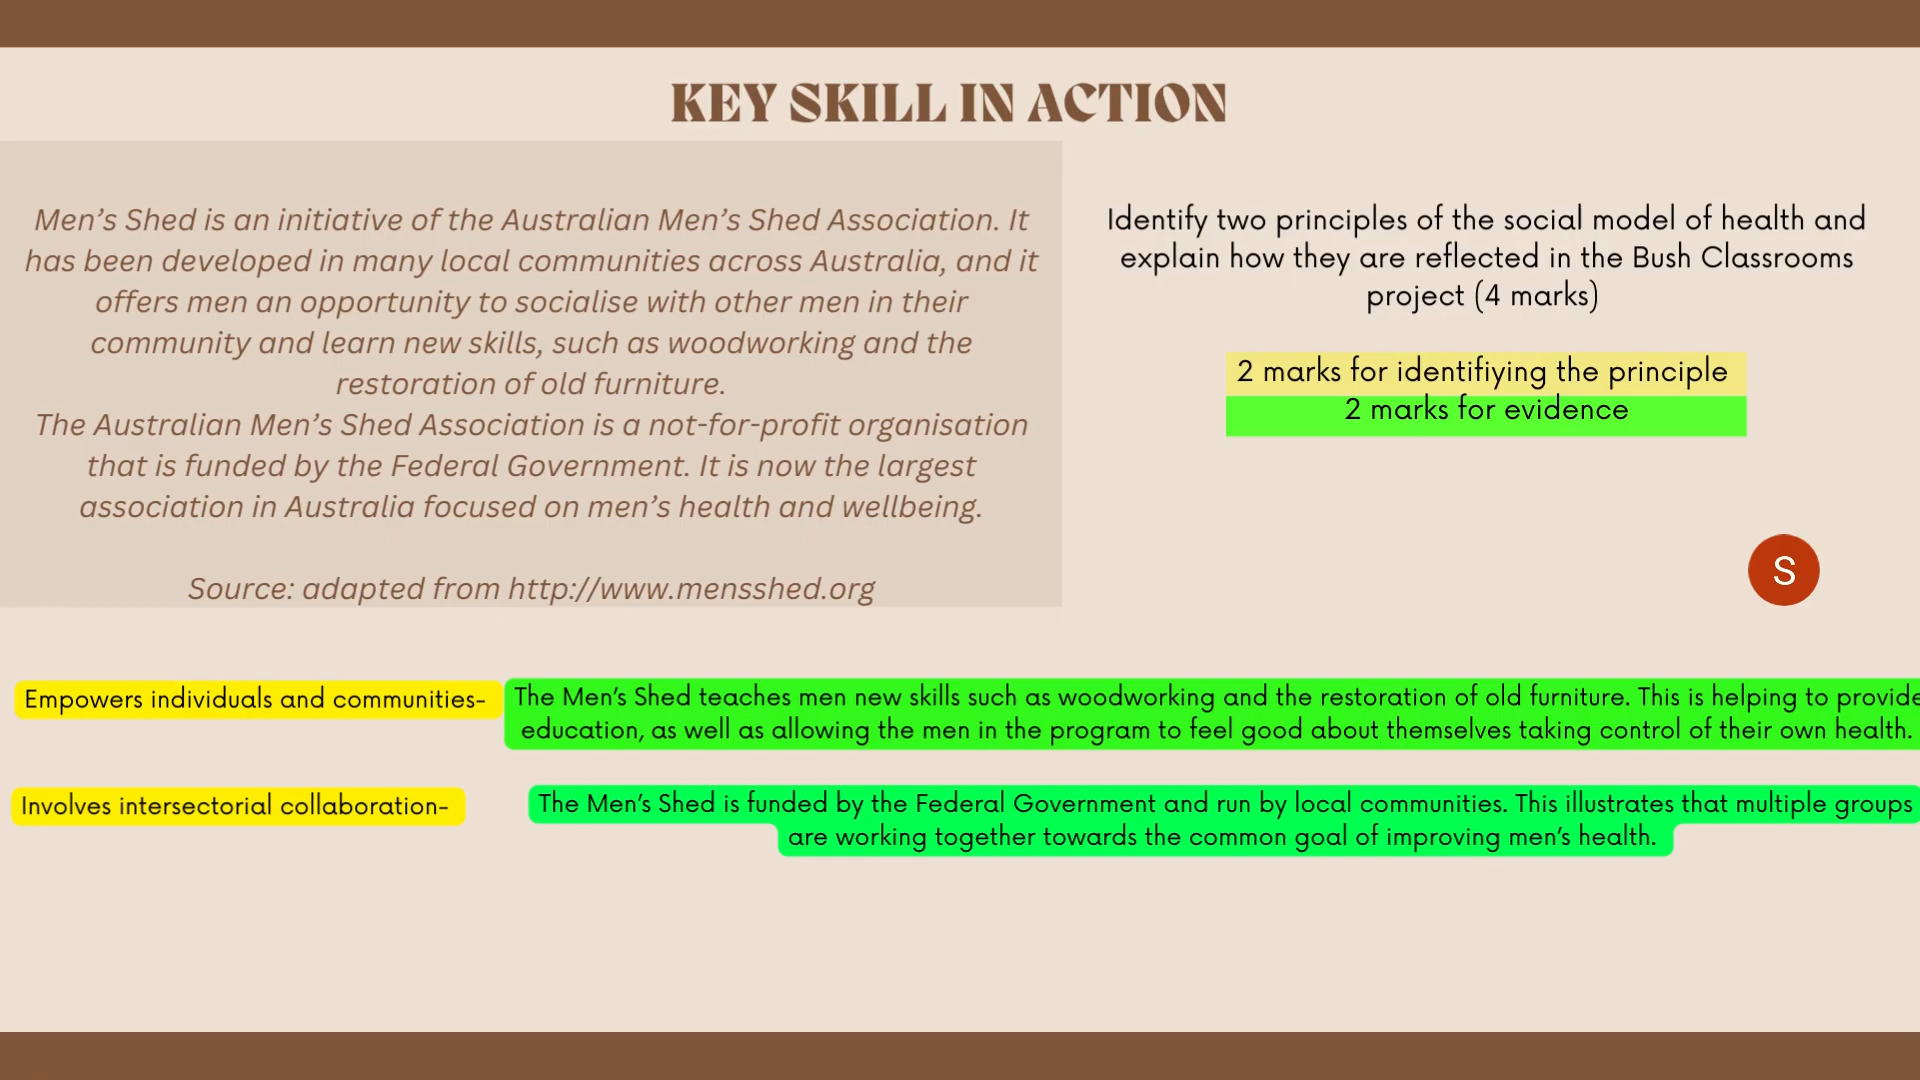 KEY SKILL IN ACTION
Men's Shed is an initiative of the Australian Men's Shed Association. It
has been developed in many local communities across Australia, and it
offers men an opportunity to socialise with other men in their
community and learn new skills, such as woodworking and the
restoration of old furniture.
The Australian Men's Shed Association is a not-for-profit organisation
that is funded by the Federal Government. It is now the largest
association in Australia focused on men's health and wellbeing.
Source: adapted from http://www.mensshed.org
Identify two principles of the social model of health and
explain how they are reflected in the Bush Classrooms
project (4 marks)
2 marks for identifiying the principle
2 marks for evidence
S
Empowers individuals and communities-
The Men's Shed teaches men new skills such as woodworking and the restoration of old furniture. This is helping to provide
education, as well as allowing the men in the program to feel good about themselves taking control of their own health.
Involves intersectorial collaboration-
The Men's Shed is funded by the Federal Government and run by local communities. This illustrates that multiple groups
are working together towards the common goal of improving men's health.